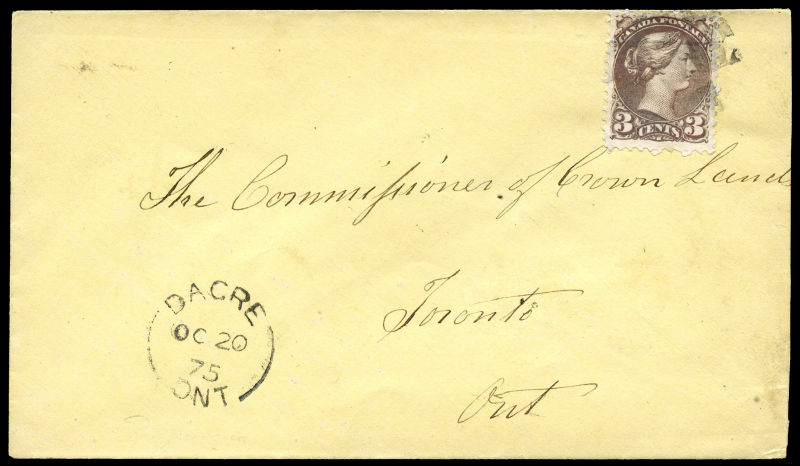 CANADA POSTAGE
3 CENTS 3
The Commissioner of Crown Lands
Toronto
Ont
DACRE
OC 20
75
ONT